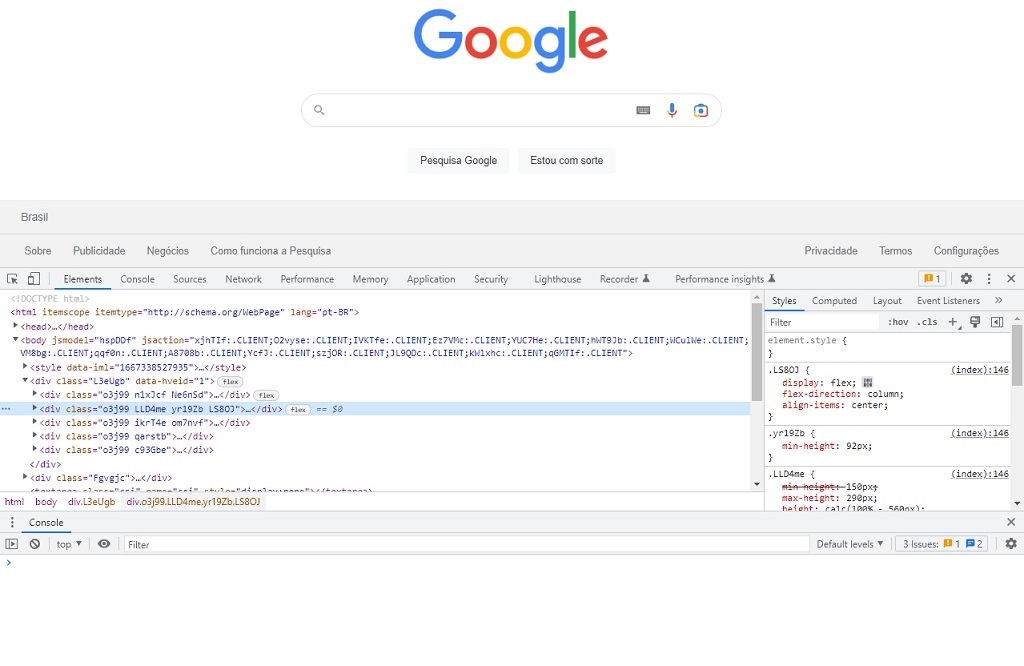 Google
Pesquisa Google Estou com sorte
Brasil
Sobre Publicidade Negócios Como funciona a Pesquisa Privacidade Termos Configurações
Elements Console Sources Network Performance Memory Application Security Lighthouse Recorder Performance insights 1
<!DOCTYPE html>
<html itemscope itemtype="http://schema.org/WebPage" lang="pt-BR">
<head>…</head>
<body jsmodel="hspDDf" jsaction="xjhTIf:.CLIENT;O2vyse:.CLIENT;IVKTfe:.CLIENT;Ez7VMc:.CLIENT;YUC7He:.CLIENT;hWT9Jb:.CLIENT;WCulWe:.CLIENT;
VM8bg:.CLIENT;qqf0n:.CLIENT;A8708b:.CLIENT;YcfJ:.CLIENT;szjOR:.CLIENT;JL9QDc:.CLIENT;kWlxhc:.CLIENT;qGMTIf:.CLIENT">
<style data-iml="1667338527935">…</style>
<div class="L3eUgb" data-hveid="1"> flex
<div class="o3j99 n1xJcf Ne6nSd">…</div> flex
<div class="o3j99 LLD4me yr19Zb LS8OJ">…</div> flex == $0
<div class="o3j99 ikrT4e om7nvf">…</div>
<div class="o3j99 qarstb">…</div>
<div class="o3j99 c93Gbe">…</div>
</div>
<div class="Fgvgjc">…</div>
<textarea class="csi" name="csi" style="display:none"></textarea>
html body div.L3eUgb div.o3j99.LLD4me.yr19Zb.LS8OJ
Styles Computed Layout Event Listeners »
Filter :hov .cls +
element.style {
}
.LS8OJ { (index):146
display: flex;
flex-direction: column;
align-items: center;
}
.yr19Zb { (index):146
min-height: 92px;
}
.LLD4me { (index):146
min-height: 150px;
max-height: 290px;
height: calc(100% - 560px);
Console
top Filter Default levels 3 Issues: 1 2